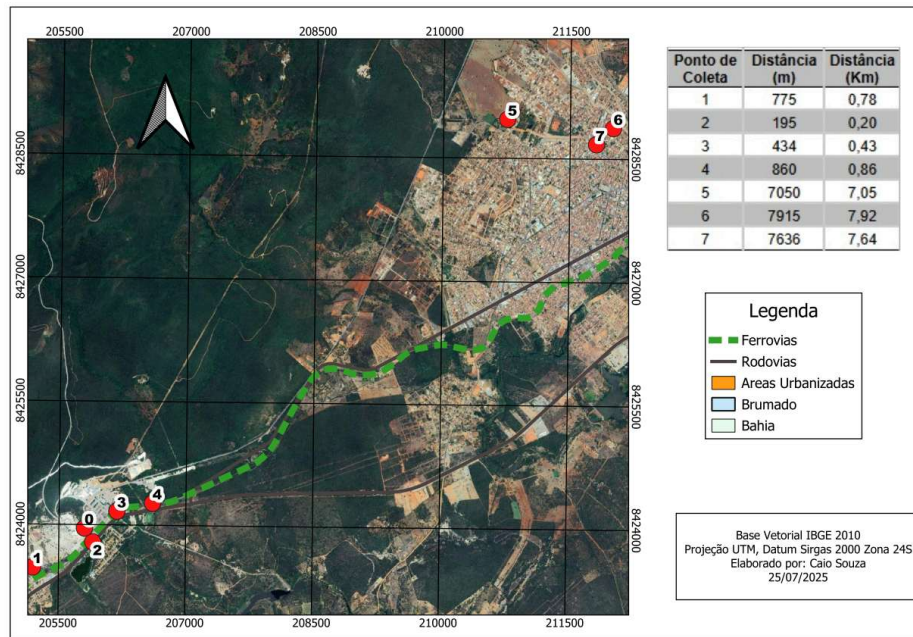 205500 207000 208500 210000 211500
8428500
8427000
8425500
8424000
5
6
7
3
4
0
2
1
8428500
8427000
8425500
8424000
205500 207000 208500 210000 211500
Ponto de Coleta Distância (m) Distância (Km)
1 775 0,78
2 195 0,20
3 434 0,43
4 860 0,86
5 7050 7,05
6 7915 7,92
7 7636 7,64
Legenda
Ferrovias
Rodovias
Areas Urbanizadas
Brumado
Bahia
Base Vetorial IBGE 2010
Projeção UTM, Datum Sirgas 2000 Zona 24S
Elaborado por: Caio Souza
25/07/2025